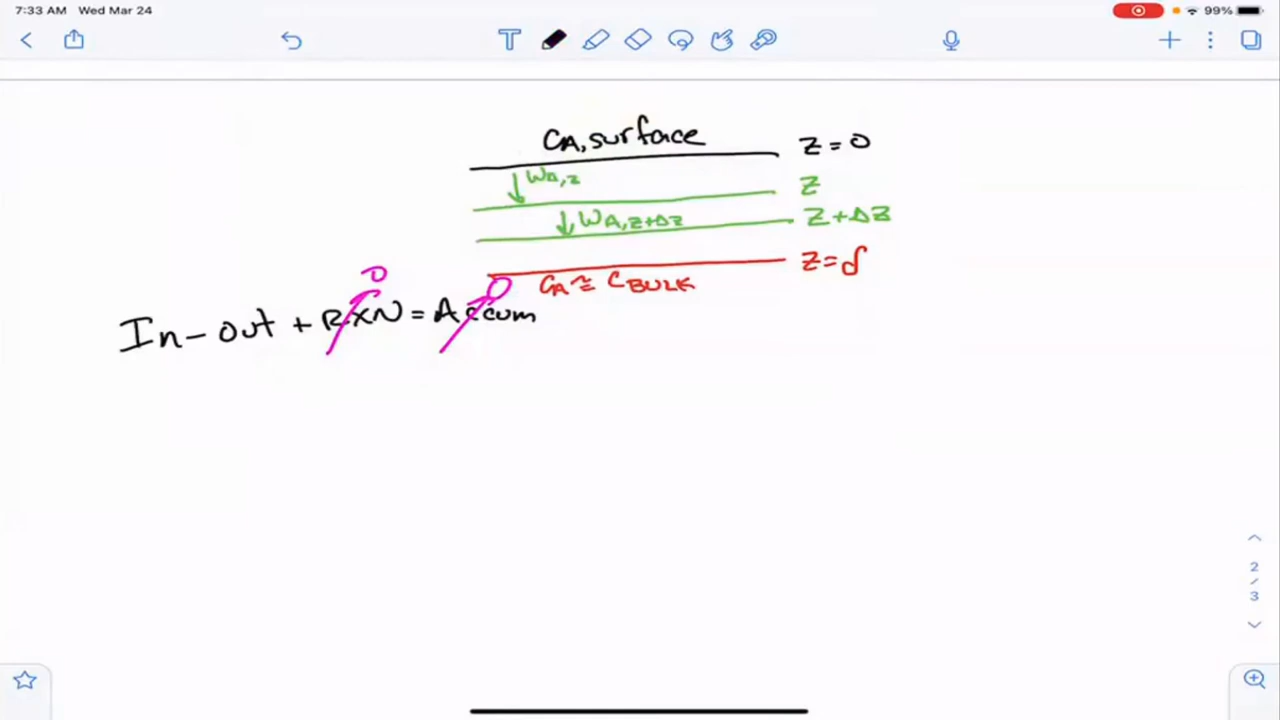 7:33 AM Wed Mar 24
99%
T
CA, surface
Z = 0
WA,z
Z
WA,z+Δz
Z + ΔZ
Z = δ
CA ≅ CBULK
0
0
In - out + RXN = Accum
2
/
3